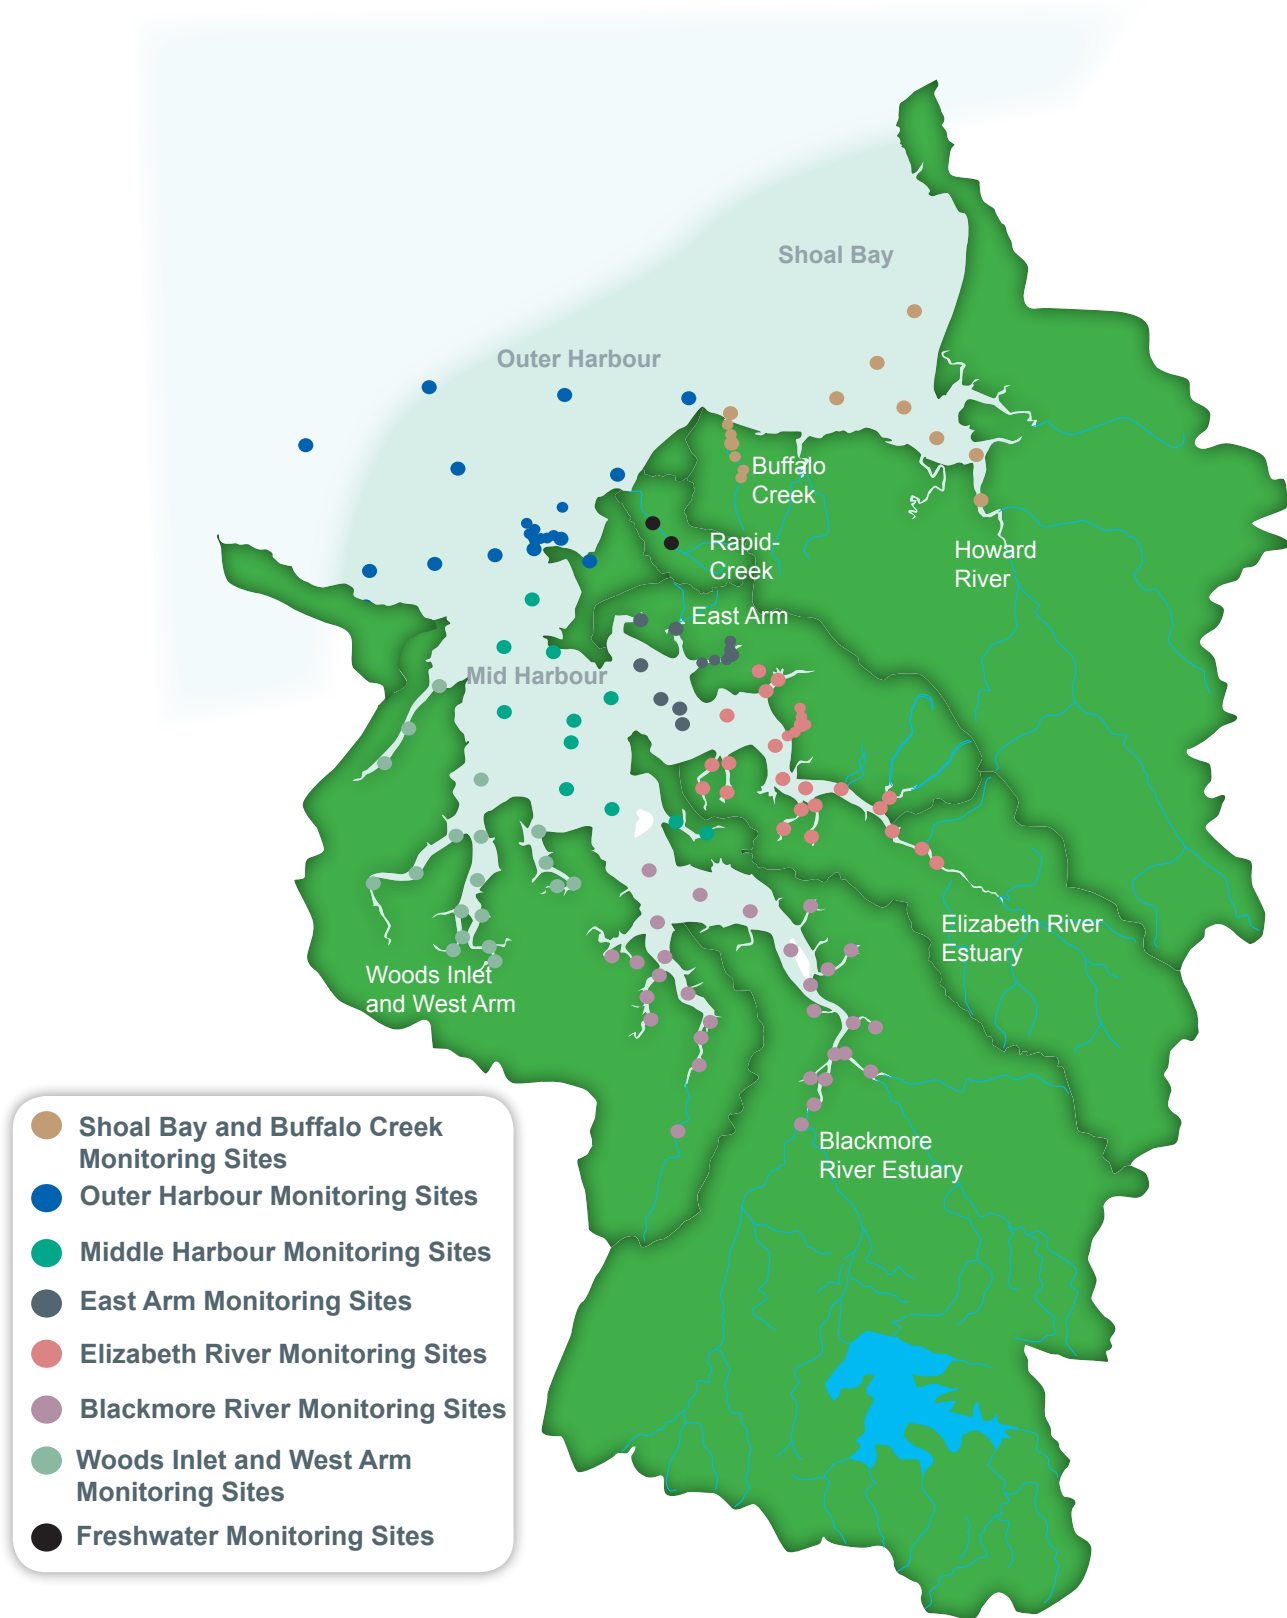 Shoal Bay
Outer Harbour
Buffalo
Creek
Rapid-
Creek
Howard
River
East Arm
Mid Harbour
Elizabeth River
Estuary
Woods Inlet
and West Arm
Blackmore
River Estuary
Shoal Bay and Buffalo Creek
Monitoring Sites
Outer Harbour Monitoring Sites
Middle Harbour Monitoring Sites
East Arm Monitoring Sites
Elizabeth River Monitoring Sites
Blackmore River Monitoring Sites
Woods Inlet and West Arm
Monitoring Sites
Freshwater Monitoring Sites